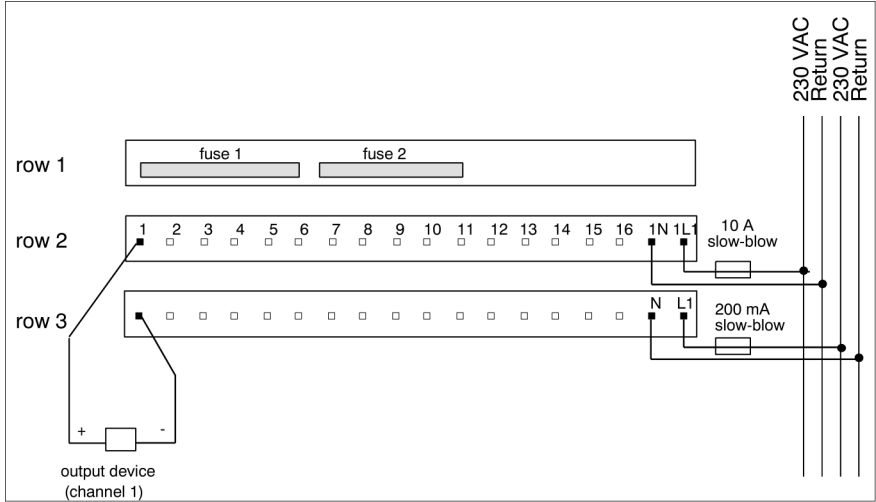 230 VAC
Return
230 VAC
Return
fuse 1 fuse 2
row 1
1 2 3 4 5 6 7 8 9 10 11 12 13 14 15 16 1N 1L1
row 2
10 A
slow-blow
N L1
row 3
200 mA
slow-blow
+ -
output device
(channel 1)